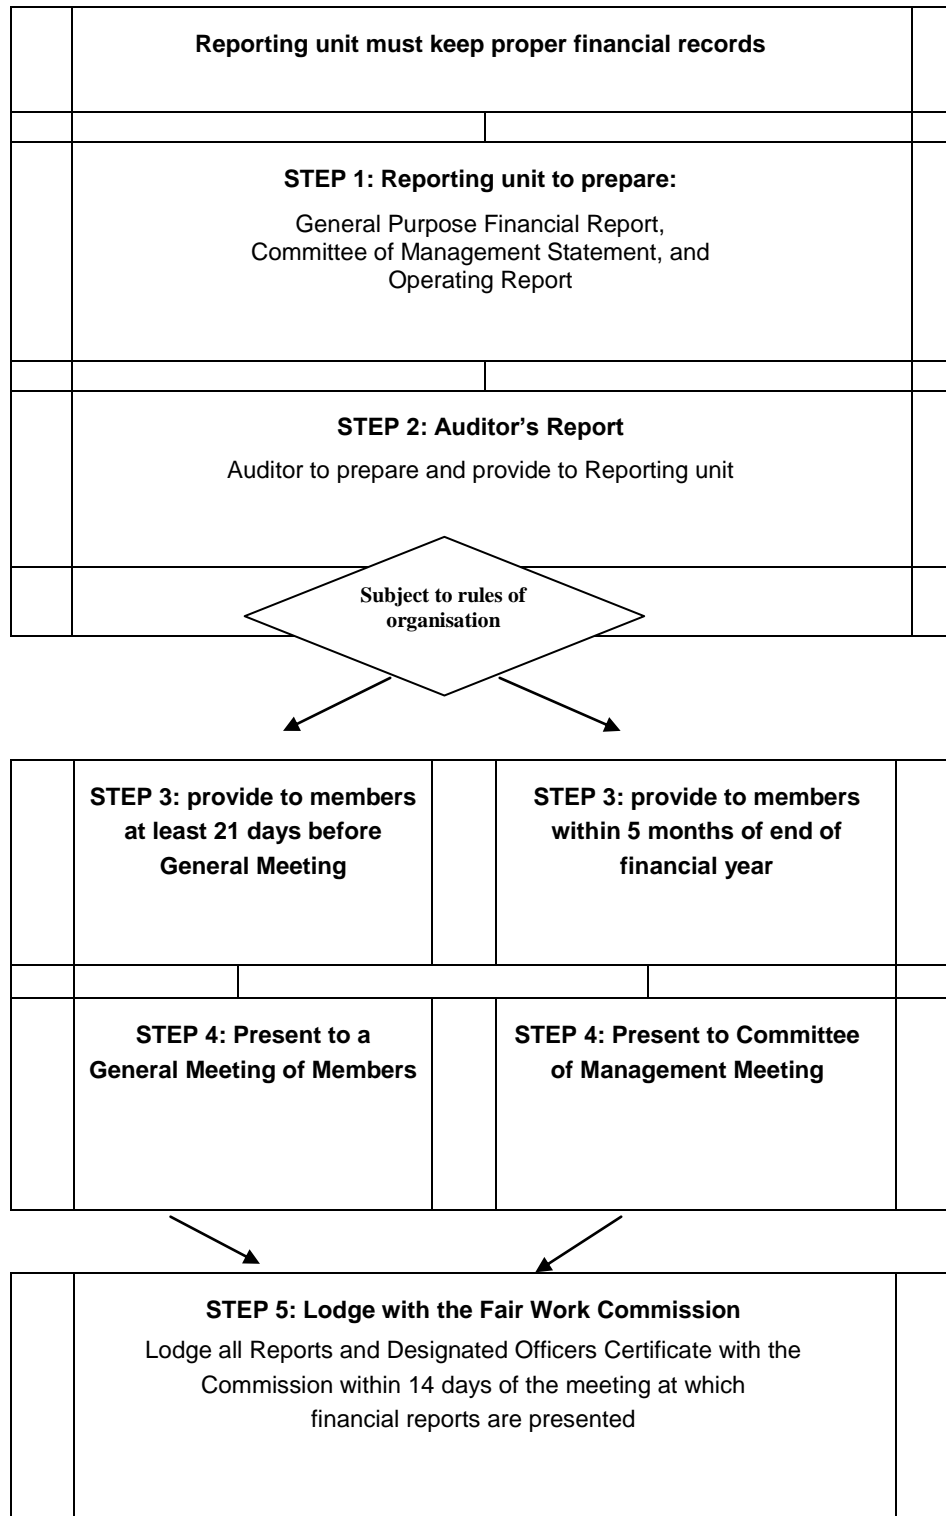 Reporting unit must keep proper financial records
STEP 1: Reporting unit to prepare:
General Purpose Financial Report,
Committee of Management Statement, and
Operating Report
STEP 2: Auditor’s Report
Auditor to prepare and provide to Reporting unit
Subject to rules of
organisation
STEP 3: provide to members
at least 21 days before
General Meeting
STEP 3: provide to members
within 5 months of end of
financial year
STEP 4: Present to a
General Meeting of Members
STEP 4: Present to Committee
of Management Meeting
STEP 5: Lodge with the Fair Work Commission
Lodge all Reports and Designated Officers Certificate with the
Commission within 14 days of the meeting at which
financial reports are presented